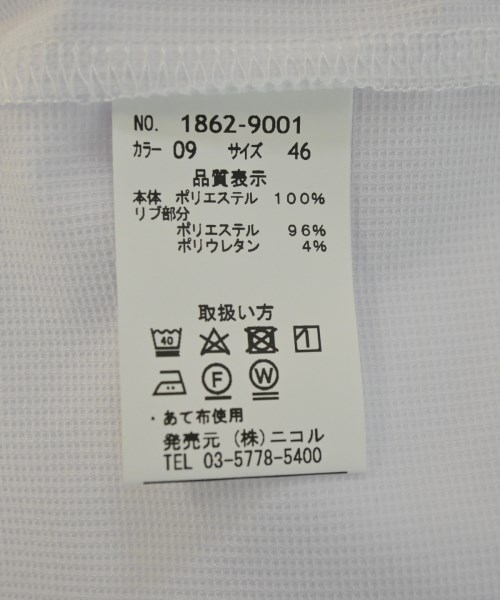 NO. 1862-9001
カラー 09 サイズ 46
品質表示
本体 ポリエステル 100%
リブ部分
ポリエステル 96%
ポリウレタン 4%
取扱い方
40
1
F W
・あて布使用
発売元 (株)ニコル
TEL 03-5778-5400